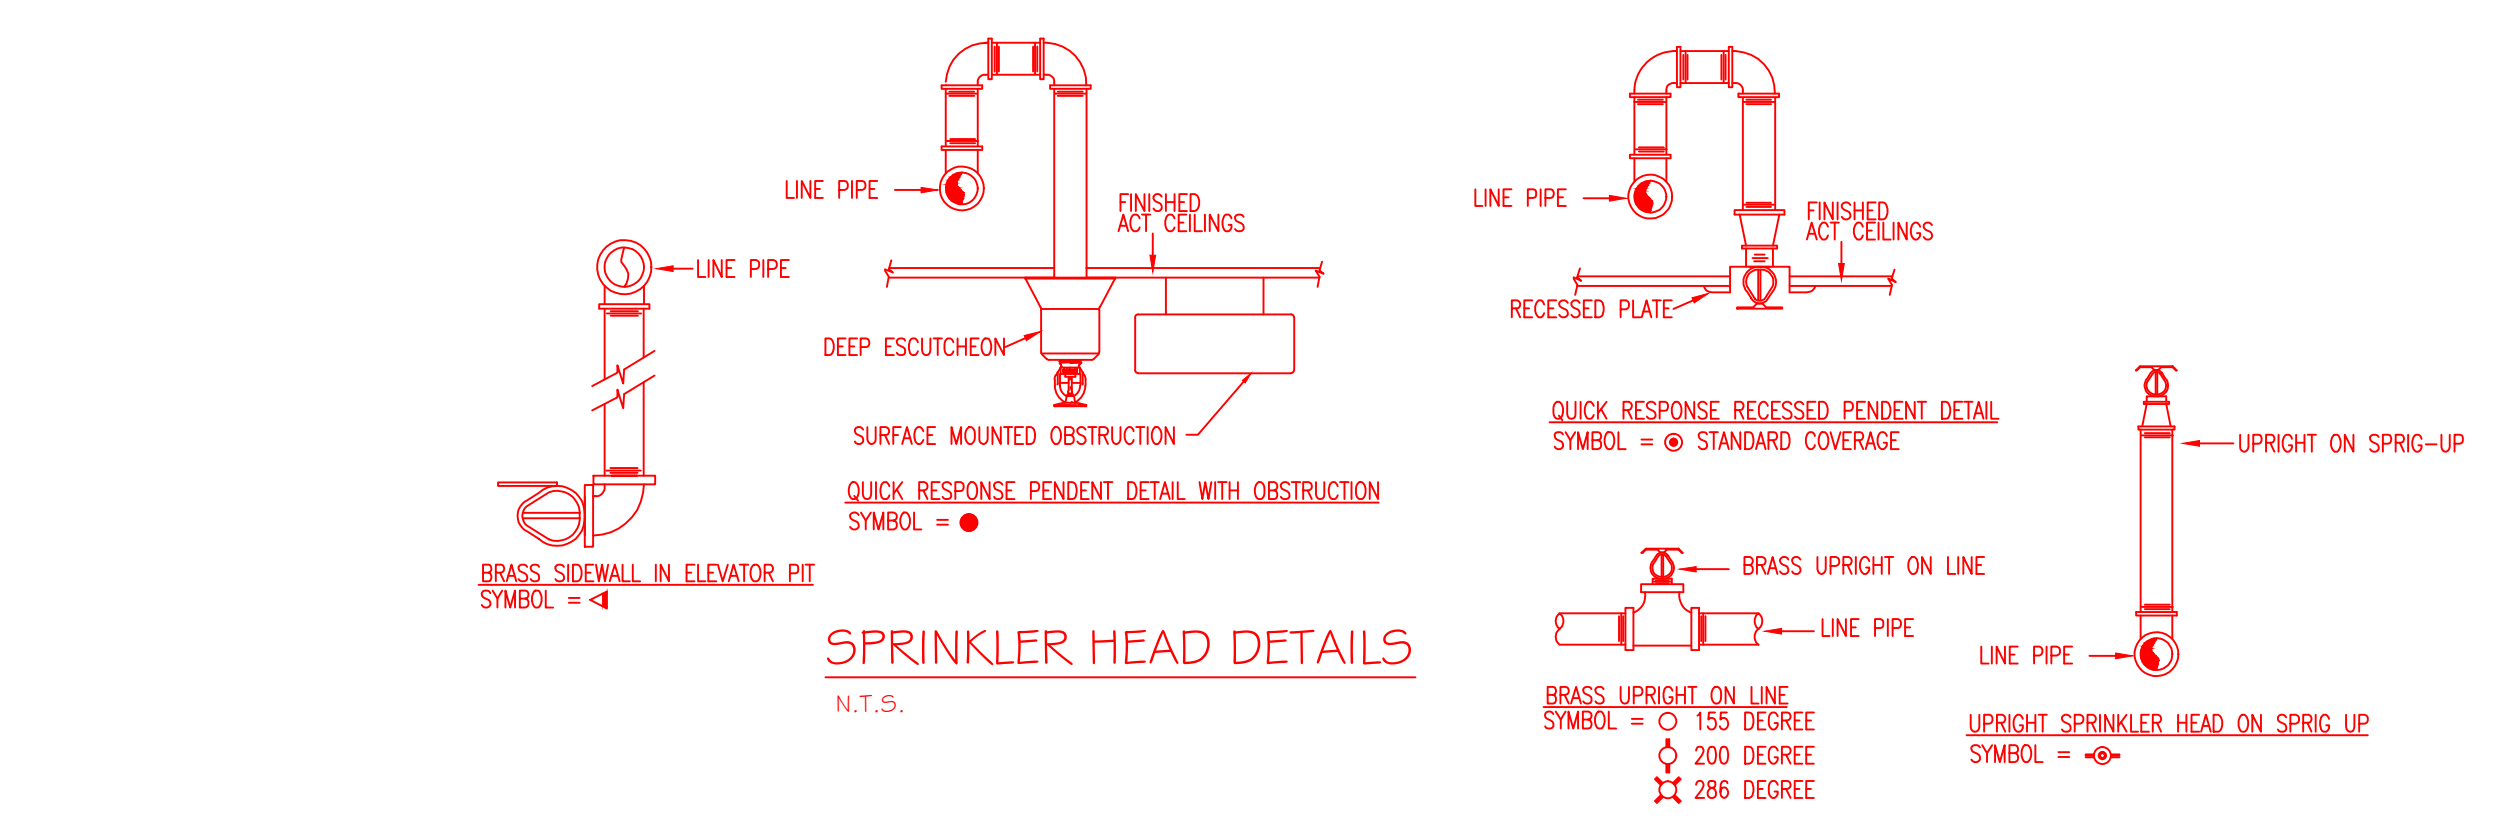 LINE PIPE
BRASS SIDEWALL IN ELEVATOR PIT
SYMBOL =
LINE PIPE
FINISHED
ACT CEILINGS
DEEP ESCUTCHEON
SURFACE MOUNTED OBSTRUCTION
QUICK RESPONSE PENDENT DETAIL WITH OBSTRUCTION
SYMBOL =
SPRINKLER HEAD DETAILS
N.T.S.
LINE PIPE
FINISHED
ACT CEILINGS
RECESSED PLATE
QUICK RESPONSE RECESSED PENDENT DETAIL
SYMBOL = STANDARD COVERAGE
BRASS UPRIGHT ON LINE
LINE PIPE
BRASS UPRIGHT ON LINE
SYMBOL = 155 DEGREE
200 DEGREE
286 DEGREE
UPRIGHT ON SPRIG-UP
LINE PIPE
UPRIGHT SPRINKLER HEAD ON SPRIG UP
SYMBOL =